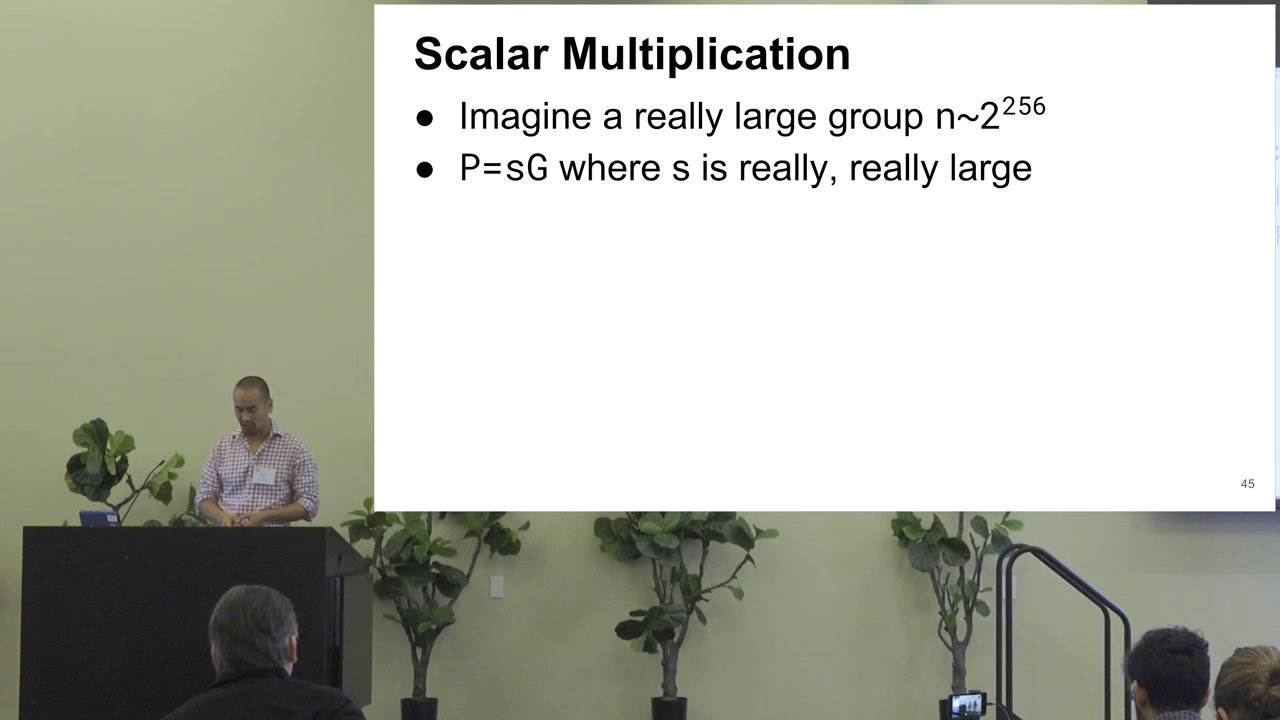 Scalar Multiplication
● Imagine a really large group n~2²⁵⁶
● P=sG where s is really, really large
45